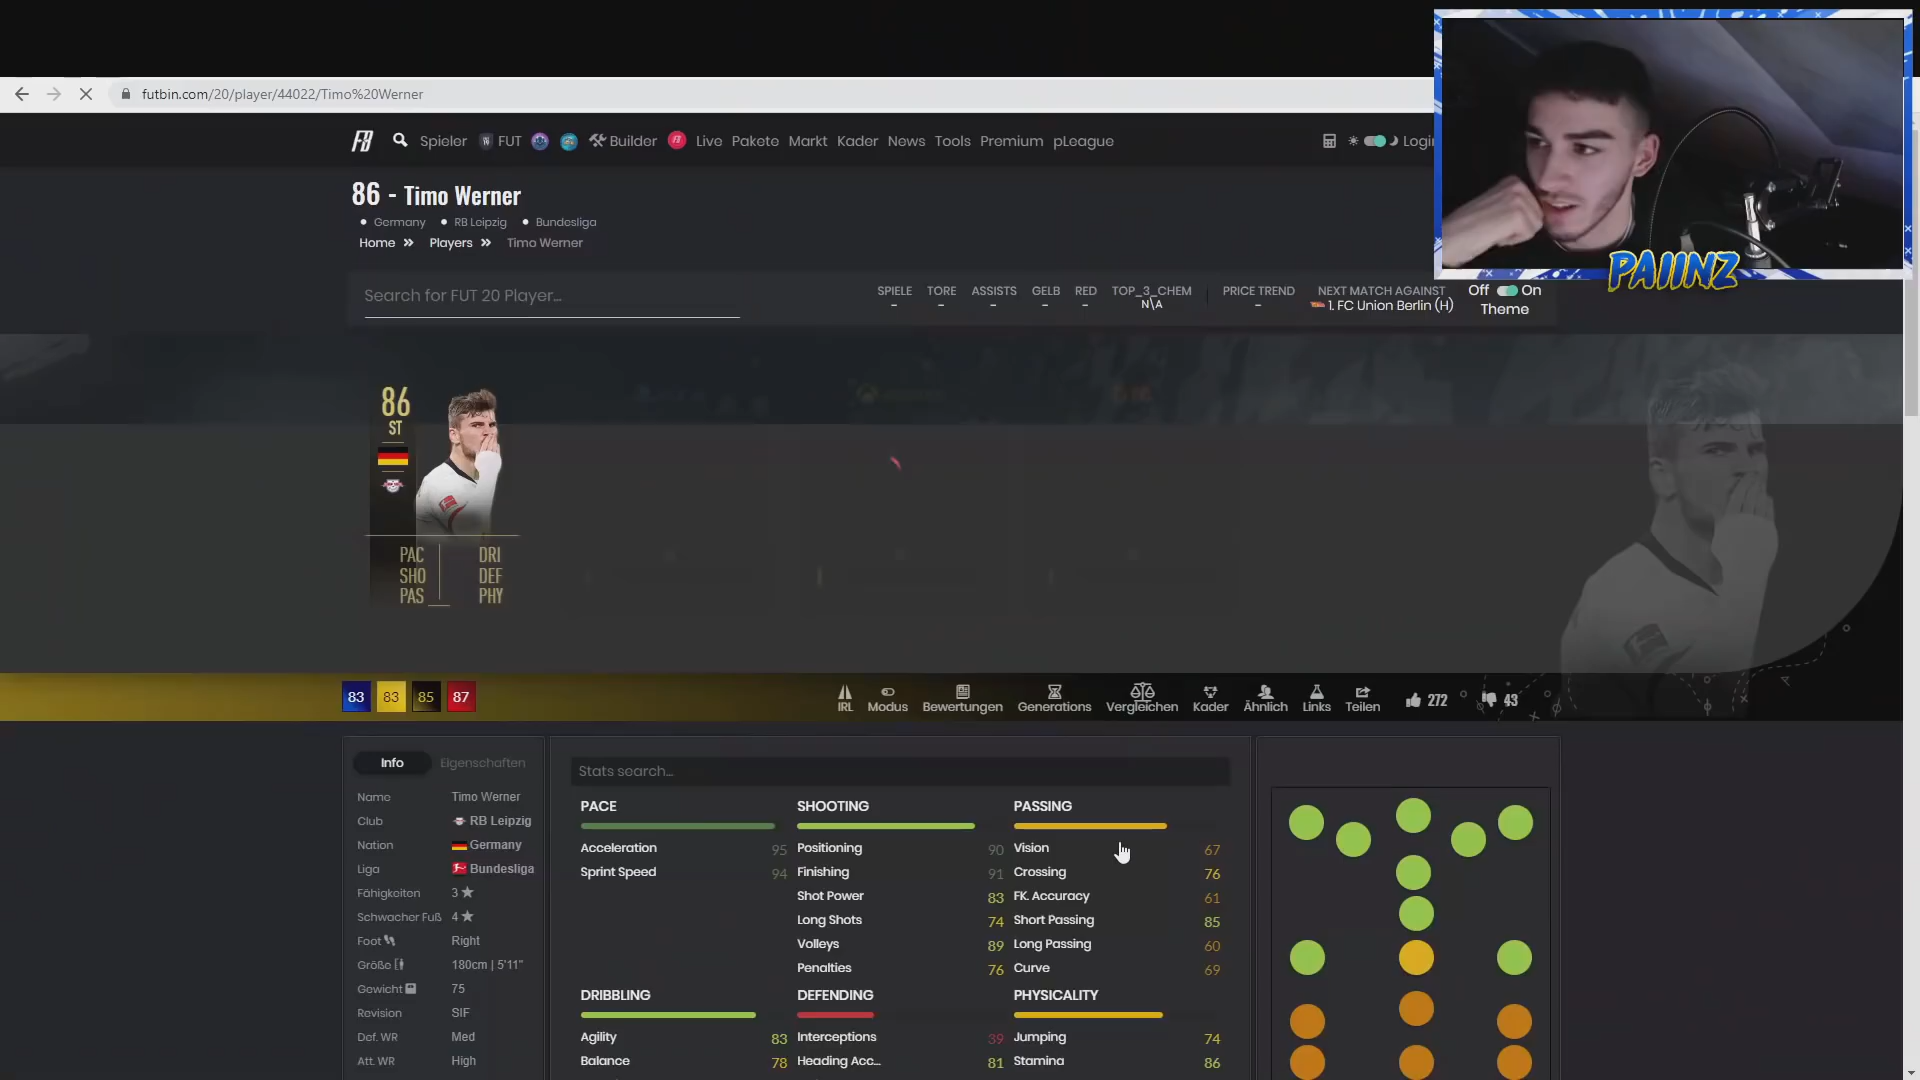 futbin.com/20/player/44022/Timo%20Werner
Spieler FUT Builder Live Pakete Markt Kader News Tools Premium pLeague Login
86 - Timo Werner
Germany RB Leipzig Bundesliga
Home » Players » Timo Werner
Search for FUT 20 Player...
SPIELE TORE ASSISTS GELB RED TOP_3_CHEM PRICE TREND NEXT MATCH AGAINST Off On
- - - - - N\A - 1. FC Union Berlin (H) Theme
PAIINZ
86
ST
PAC DRI
SHO DEF
PAS PHY
83 83 85 87
IRL Modus Bewertungen Generations Vergleichen Kader Ähnlich Links Teilen 272 43
Info Eigenschaften
Name Timo Werner
Club RB Leipzig
Nation Germany
Liga Bundesliga
Fähigkeiten 3 ★
Schwacher Fuß 4 ★
Foot Right
Größe 180cm | 5'11"
Gewicht 75
Revision SIF
Def. WR Med
Att. WR High
Stats search...
PACE SHOOTING PASSING
Acceleration 95 Positioning 90 Vision 67
Sprint Speed 94 Finishing 91 Crossing 76
Shot Power 83 FK. Accuracy 61
Long Shots 74 Short Passing 85
Volleys 89 Long Passing 60
Penalties 76 Curve 69
DRIBBLING DEFENDING PHYSICALITY
Agility 83 Interceptions 39 Jumping 74
Balance 78 Heading Acc... 81 Stamina 86